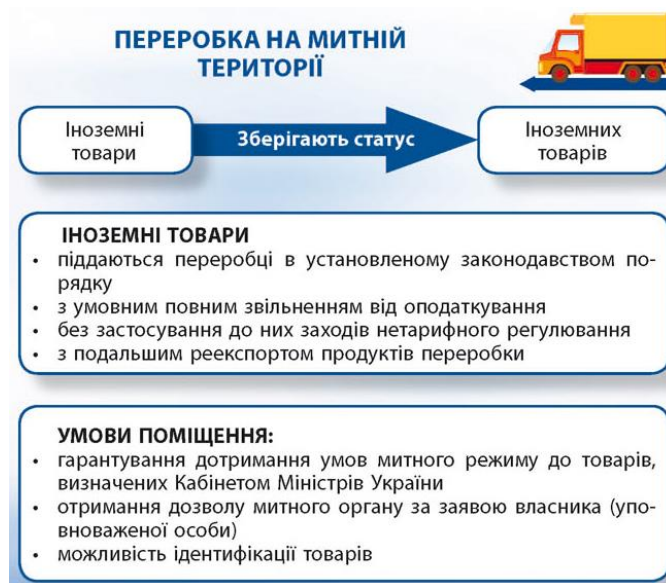 ПЕРЕРОБКА НА МИТНІЙ
ТЕРИТОРІЇ
Іноземні
товари
Зберігають статус
Іноземних
товарів
ІНОЗЕМНІ ТОВАРИ
• піддаються переробці в установленому законодавством по-
рядку
• з умовним повним звільненням від оподаткування
• без застосування до них заходів нетарифного регулювання
• з подальшим реекспортом продуктів переробки
УМОВИ ПОМІЩЕННЯ:
• гарантування дотримання умов митного режиму до товарів,
визначених Кабінетом Міністрів України
• отримання дозволу митного органу за заявою власника (упо-
вноваженої особи)
• можливість ідентифікації товарів